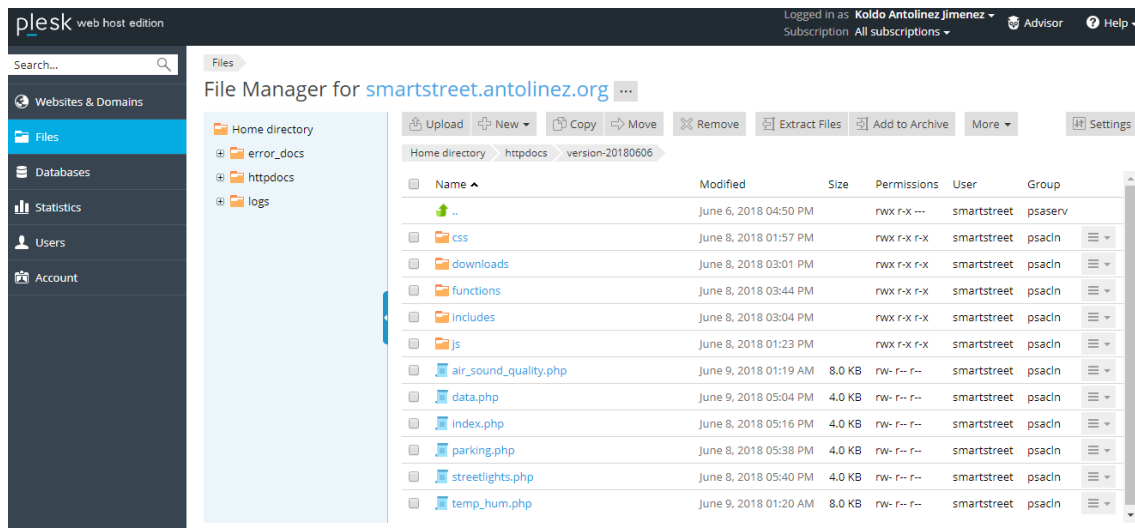 plesk web host edition
Logged in as Koldo Antolinez Jimenez
Subscription All subscriptions
Advisor
Help
Search...
Websites & Domains
Files
Databases
Statistics
Users
Account
Files
File Manager for smartstreet.antolinez.org ...
Home directory
error_docs
httpdocs
logs
Upload New Copy Move Remove Extract Files Add to Archive More Settings
Home directory httpdocs version-20180606
Name Modified Size Permissions User Group
.. June 6, 2018 04:50 PM rwx r-x --- smartstreet psaserv
css June 8, 2018 01:57 PM rwx r-x r-x smartstreet psacln
downloads June 8, 2018 03:01 PM rwx r-x r-x smartstreet psacln
functions June 8, 2018 03:44 PM rwx r-x r-x smartstreet psacln
includes June 8, 2018 03:04 PM rwx r-x r-x smartstreet psacln
js June 8, 2018 01:23 PM rwx r-x r-x smartstreet psacln
air_sound_quality.php June 9, 2018 01:19 AM 8.0 KB rw- r-- r-- smartstreet psacln
data.php June 9, 2018 05:04 PM 4.0 KB rw- r-- r-- smartstreet psacln
index.php June 8, 2018 05:16 PM 4.0 KB rw- r-- r-- smartstreet psacln
parking.php June 8, 2018 05:38 PM 4.0 KB rw- r-- r-- smartstreet psacln
streetlights.php June 8, 2018 05:40 PM 4.0 KB rw- r-- r-- smartstreet psacln
temp_hum.php June 9, 2018 01:20 AM 8.0 KB rw- r-- r-- smartstreet psacln